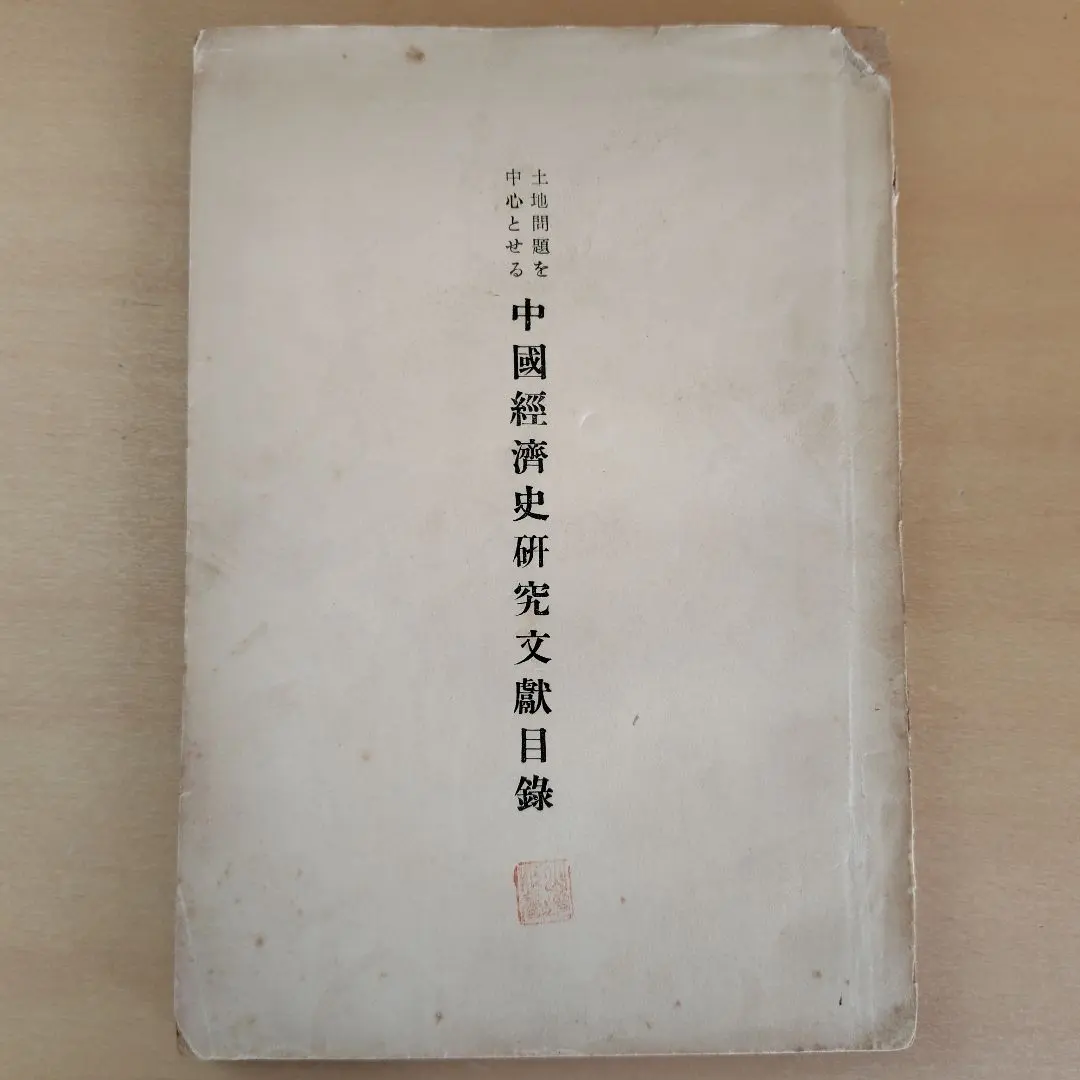 土地問題を
中心とせる
中國經濟史硏究文獻目錄